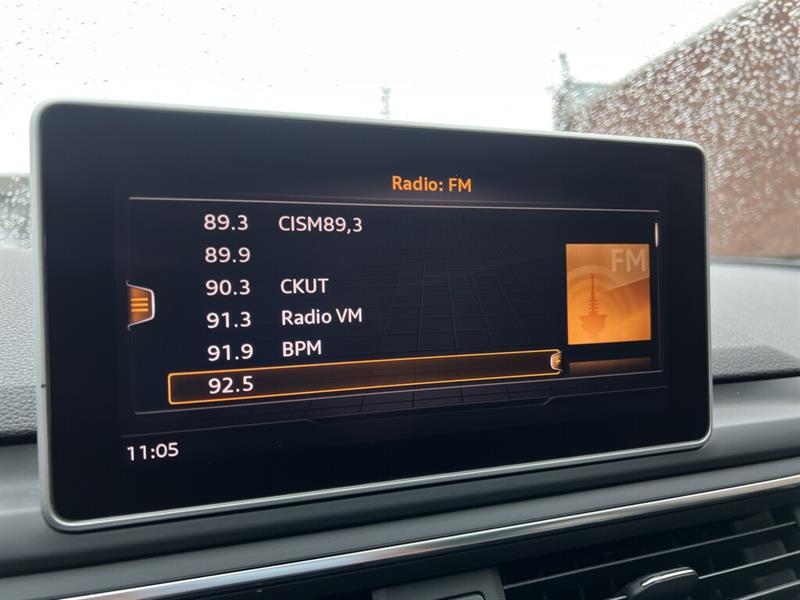 Radio: FM
89.3 CISM89,3
89.9
FM
90.3 CKUT
91.3 Radio VM
91.9 BPM
92.5
11:05